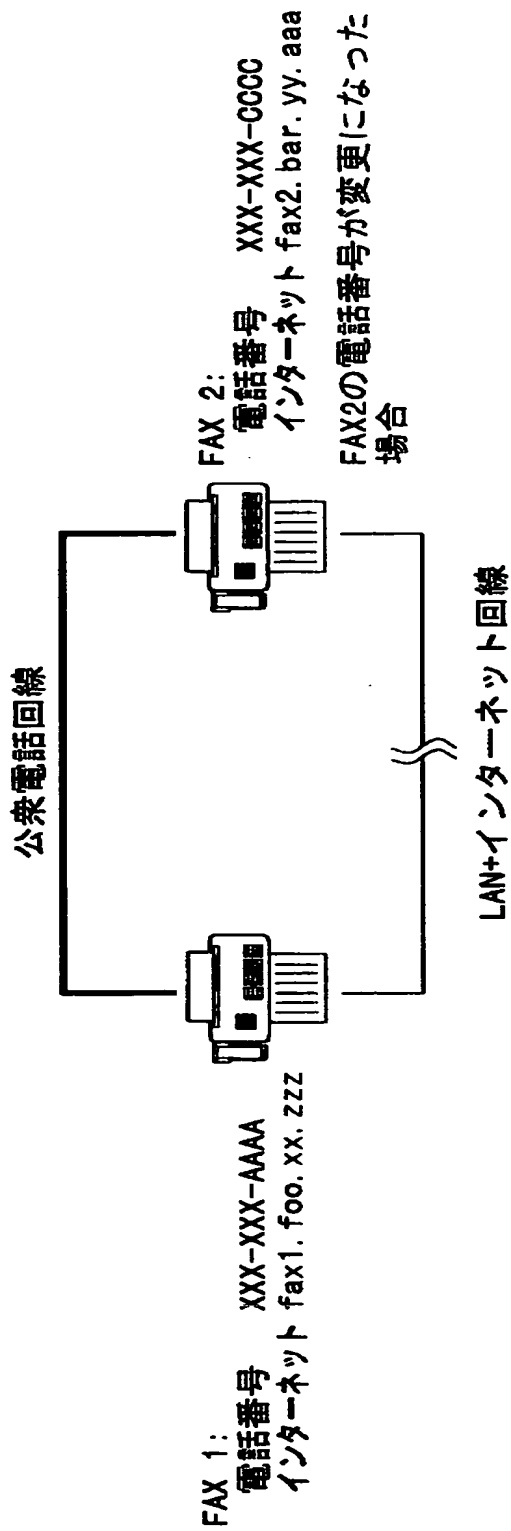 公衆電話回線
FAX 1:
電話番号 XXX-XXX-AAAA
インターネット fax1.foo.xx.zzz
FAX 2:
電話番号 XXX-XXX-CCCC
インターネット fax2.bar.yy.aaa
FAX2の電話番号が変更になった
場合
LAN+インターネット回線